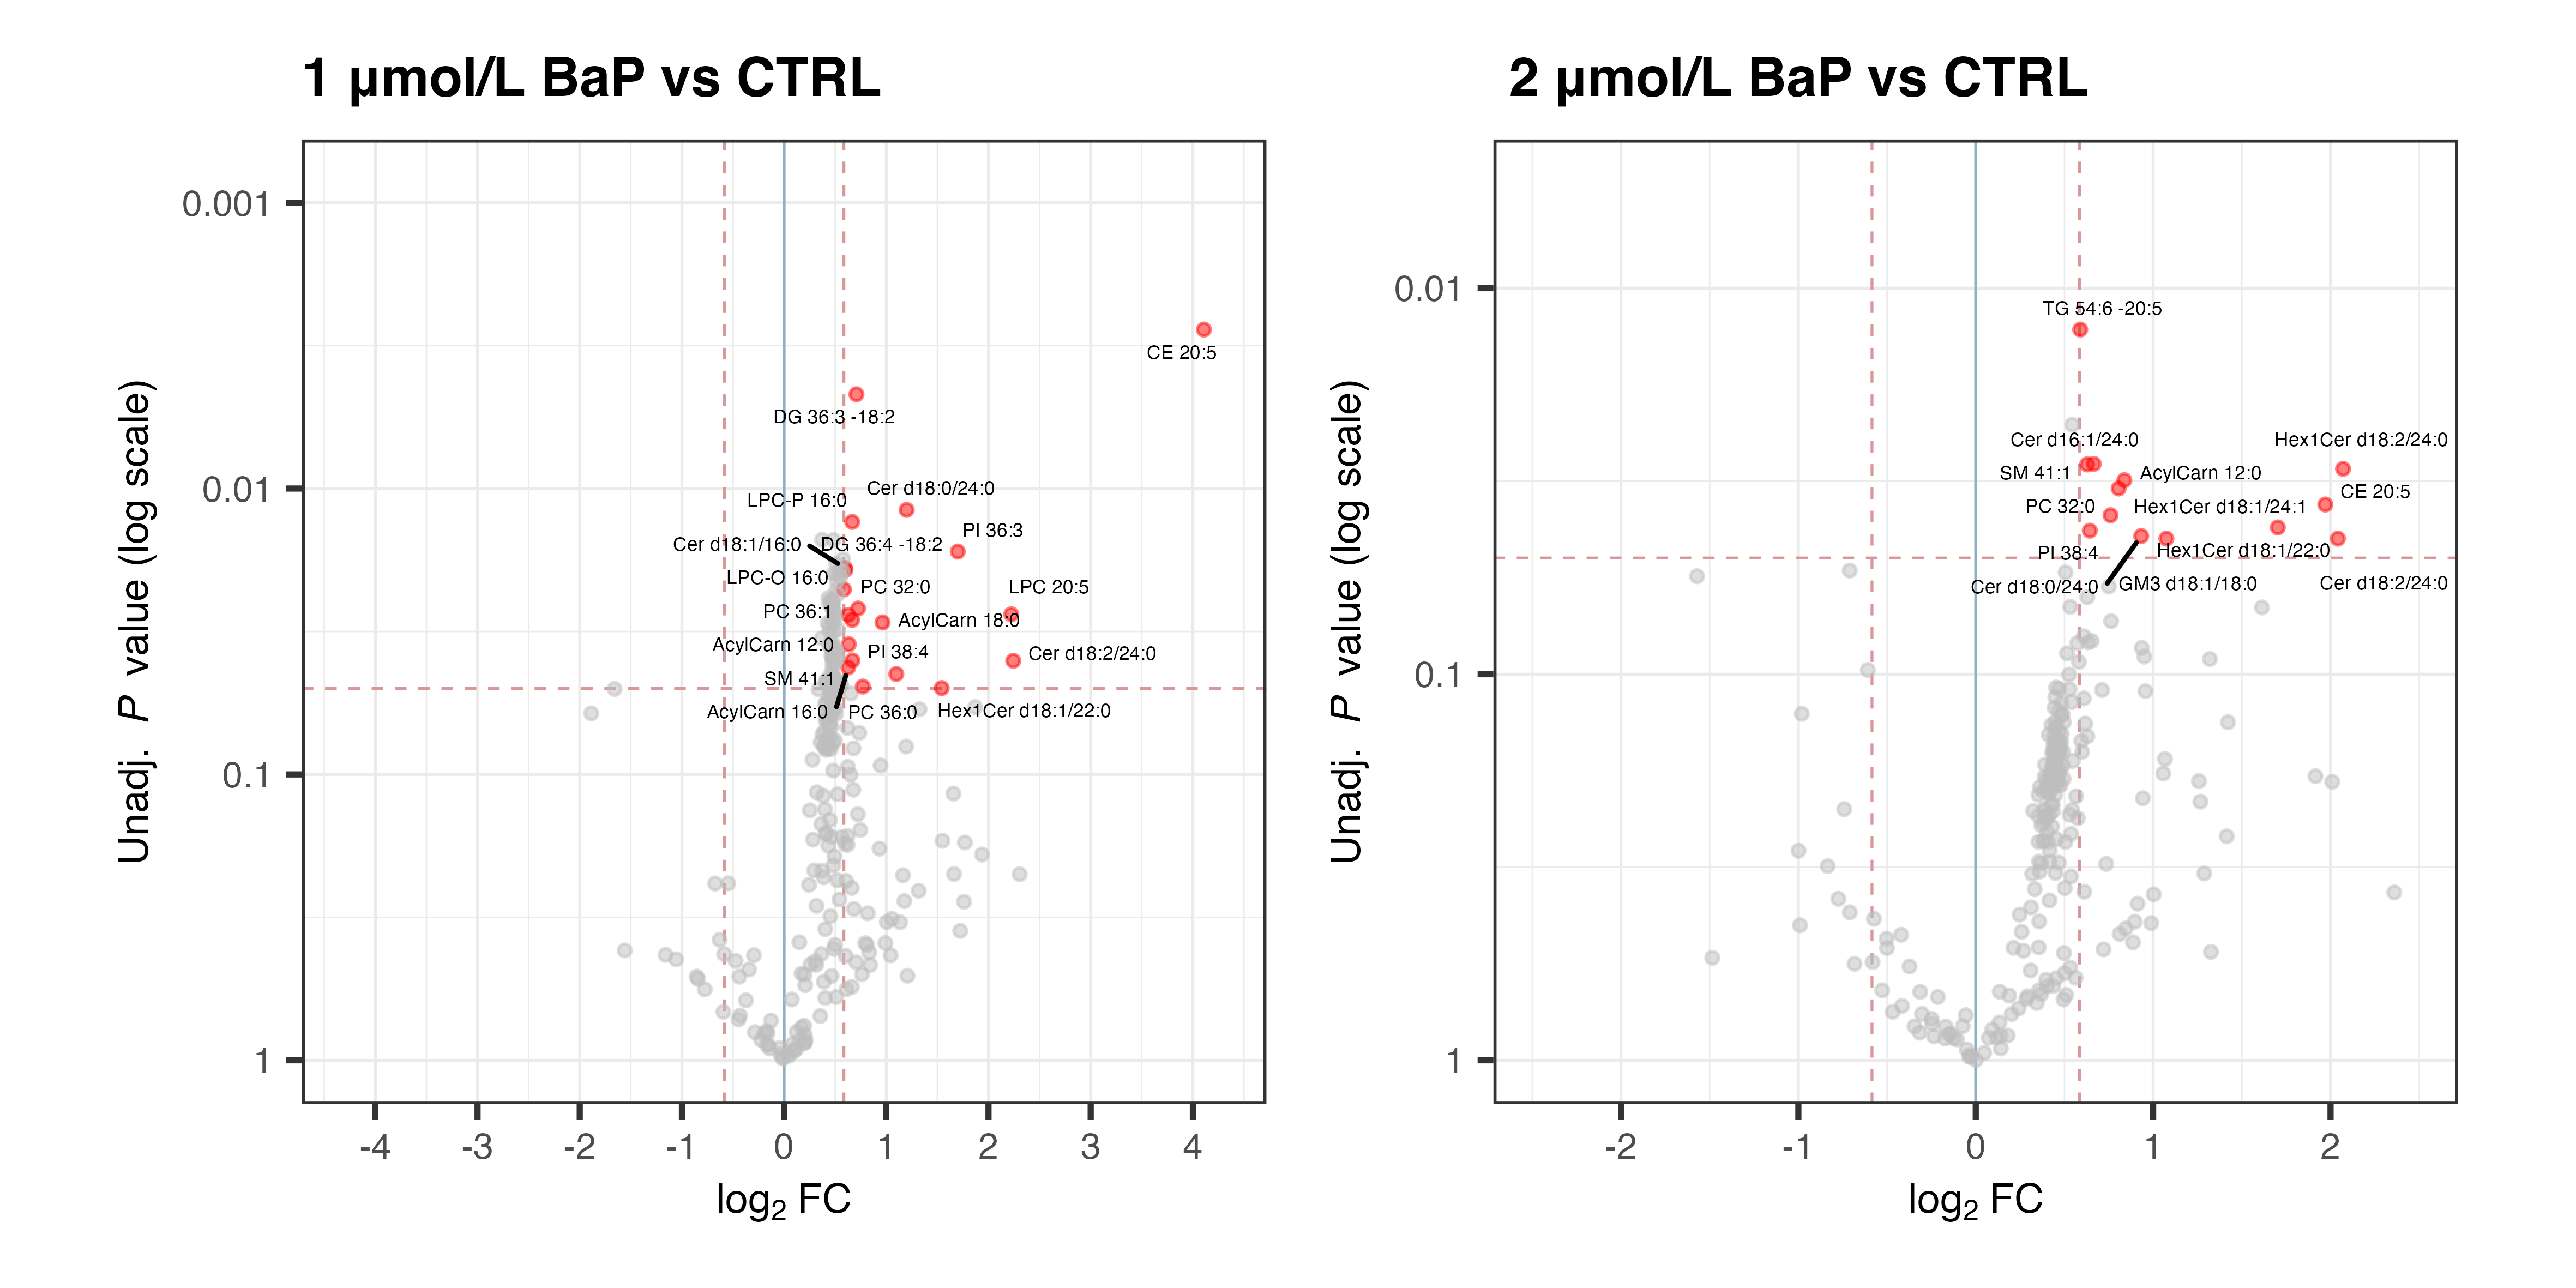 1 µmol/L BaP vs CTRL
0.001
0.01
0.1
1
Unadj. P value (log scale)
CE 20:5
DG 36:3 -18:2
Cer d18:0/24:0
LPC-P 16:0
PI 36:3
Cer d18:1/16:0
DG 36:4 -18:2
LPC-O 16:0
PC 32:0
LPC 20:5
PC 36:1
AcylCarn 18:0
AcylCarn 12:0
PI 38:4
Cer d18:2/24:0
SM 41:1
AcylCarn 16:0
PC 36:0
Hex1Cer d18:1/22:0
-4 -3 -2 -1 0 1 2 3 4
log2 FC
2 µmol/L BaP vs CTRL
0.01
0.1
1
Unadj. P value (log scale)
TG 54:6 -20:5
Cer d16:1/24:0
Hex1Cer d18:2/24:0
SM 41:1
AcylCarn 12:0
CE 20:5
PC 32:0
Hex1Cer d18:1/24:1
PI 38:4
Hex1Cer d18:1/22:0
Cer d18:0/24:0
GM3 d18:1/18:0
Cer d18:2/24:0
-2 -1 0 1 2
log2 FC